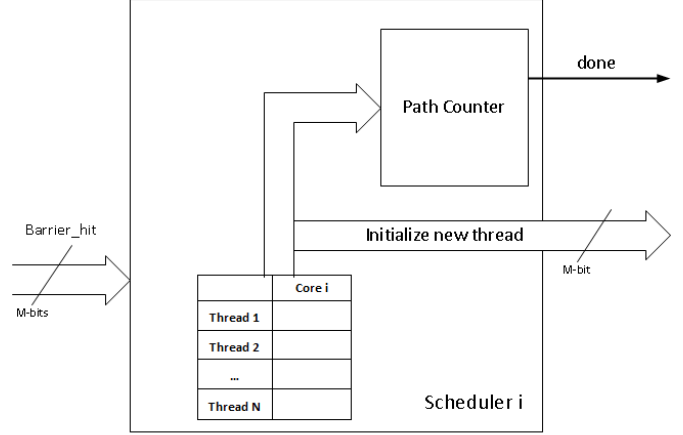 done
Path Counter
Barrier_hit
Initialize new thread
M-bit
M-bits
Core i
Thread 1
Thread 2
...
Thread N
Scheduler i